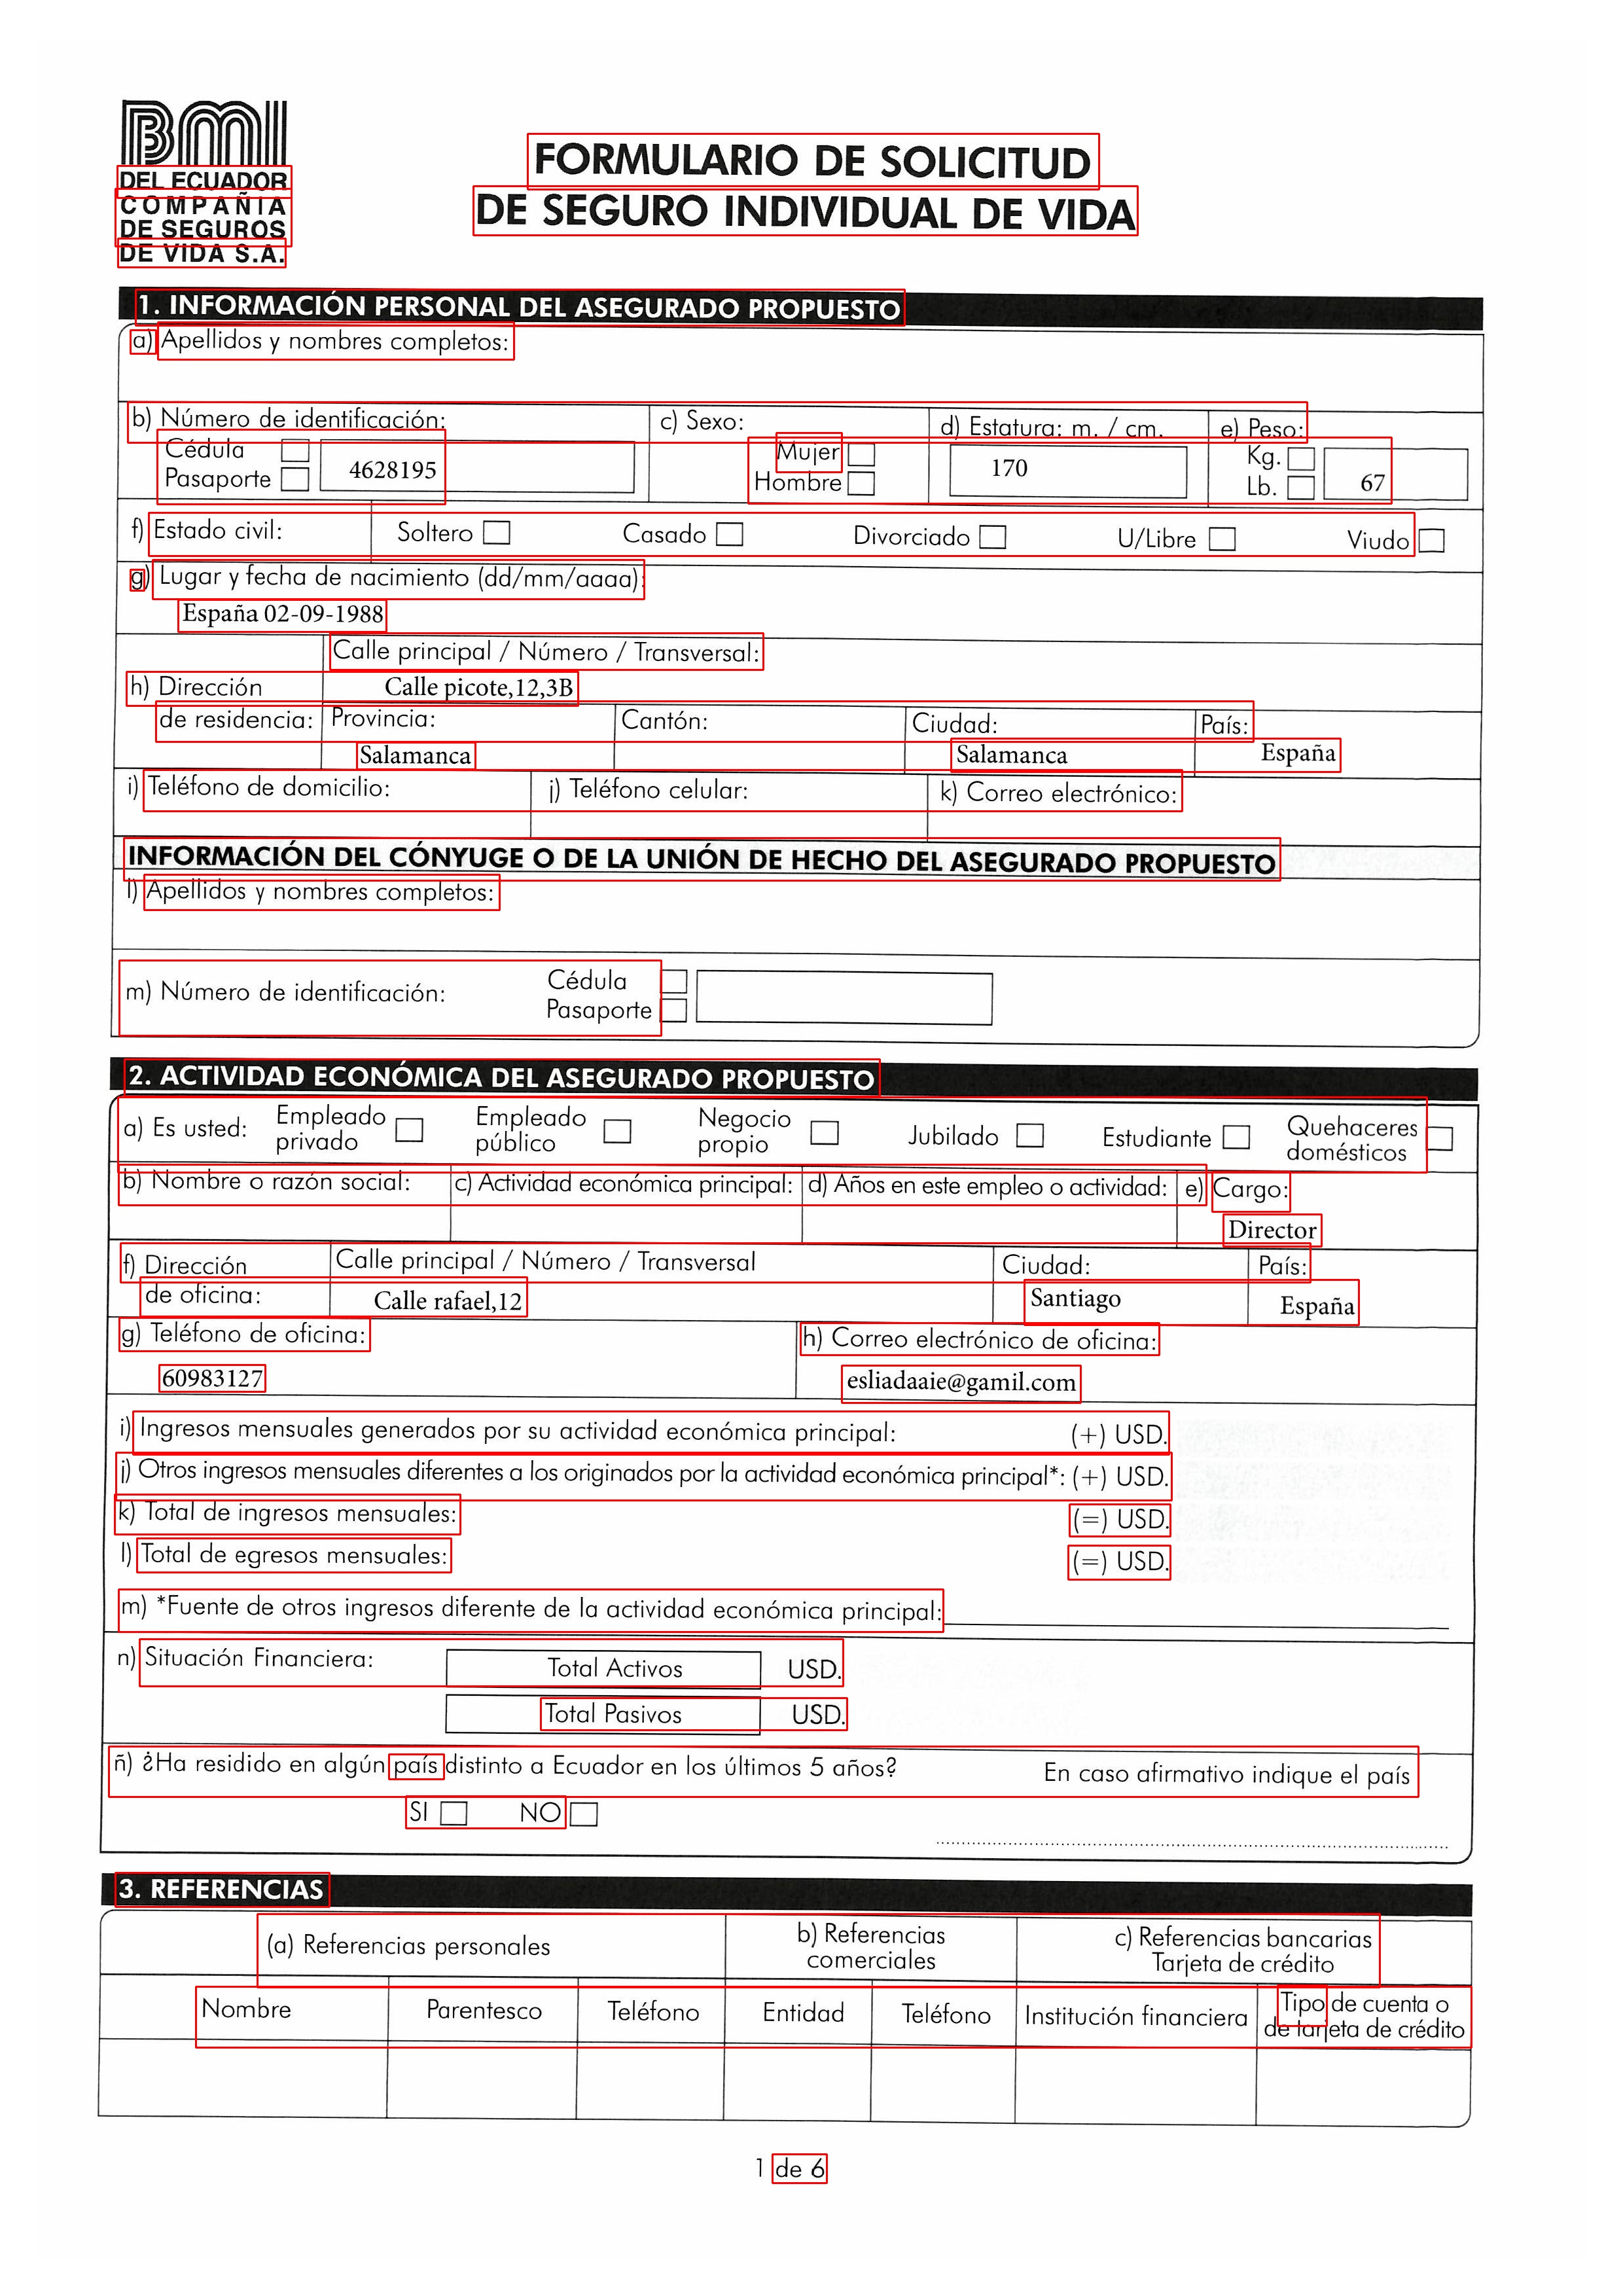 BMI
DEL ECUADOR
COMPAÑIA
DE SEGUROS
DE VIDA S.A.
FORMULARIO DE SOLICITUD
DE SEGURO INDIVIDUAL DE VIDA
1. INFORMACIÓN PERSONAL DEL ASEGURADO PROPUESTO
a) Apellidos y nombres completos:
b) Número de identificación: c) Sexo: d) Estatura: m. / cm. e) Peso:
Cédula Mujer Kg.
4628195 170 67
Pasaporte Hombre Lb.
f) Estado civil: Soltero Casado Divorciado U/Libre Viudo
g) Lugar y fecha de nacimiento (dd/mm/aaaa):
España 02-09-1988
Calle principal / Número / Transversal:
h) Dirección Calle picote,12,3B
de residencia: Provincia: Cantón: Ciudad: País:
Salamanca Salamanca España
i) Teléfono de domicilio: j) Teléfono celular: k) Correo electrónico:
INFORMACIÓN DEL CÓNYUGE O DE LA UNIÓN DE HECHO DEL ASEGURADO PROPUESTO
l) Apellidos y nombres completos:
Cédula
m) Número de identificación:
Pasaporte
2. ACTIVIDAD ECONÓMICA DEL ASEGURADO PROPUESTO
a) Es usted: Empleado privado Empleado público Negocio propio Jubilado Estudiante Quehaceres domésticos
b) Nombre o razón social: c) Actividad económica principal: d) Años en este empleo o actividad: e) Cargo:
Director
f) Dirección Calle principal / Número / Transversal Ciudad: País:
de oficina: Calle rafael,12 Santiago España
g) Teléfono de oficina: h) Correo electrónico de oficina:
60983127 esliadaaie@gamil.com
i) Ingresos mensuales generados por su actividad económica principal: (+) USD.
j) Otros ingresos mensuales diferentes a los originados por la actividad económica principal*: (+) USD.
k) Total de ingresos mensuales: (=) USD.
l) Total de egresos mensuales: (=) USD.
m) *Fuente de otros ingresos diferente de la actividad económica principal:
n) Situación Financiera: Total Activos USD.
Total Pasivos USD.
ñ) ¿Ha residido en algún país distinto a Ecuador en los últimos 5 años? En caso afirmativo indique el país
SI NO
3. REFERENCIAS
(a) Referencias personales b) Referencias comerciales c) Referencias bancarias Tarjeta de crédito
Nombre Parentesco Teléfono Entidad Teléfono Institución financiera Tipo de cuenta o de tarjeta de crédito
1 de 6